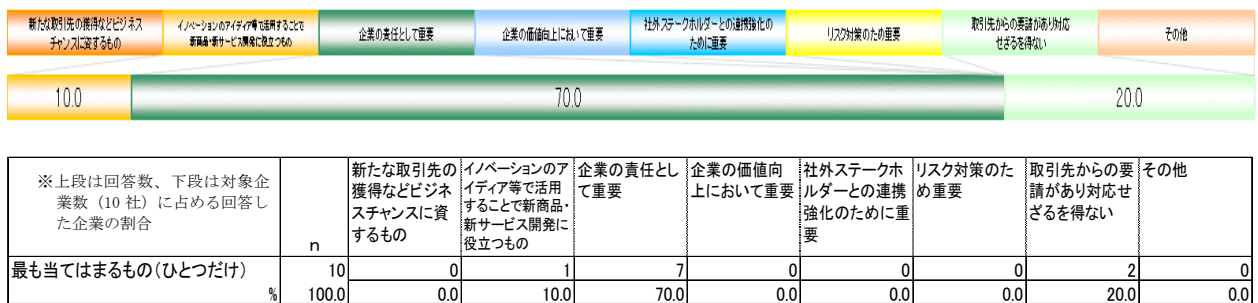 新たな取引先の獲得などビジネス
チャンスに資するもの
イノベーションのアイディア等で活用することで
新商品・新サービス開発に役立つもの
企業の責任として重要
企業の価値向上において重要
社外ステークホルダーとの連携強化の
ために重要
リスク対策のため重要
取引先からの要請があり対応
せざるを得ない
その他
10.0
70.0
20.0
※上段は回答数、下段は対象企
業数（10 社）に占める回答し
た企業の割合
n
新たな取引先の
獲得などビジネ
スチャンスに資
するもの
イノベーションのア
イディア等で活用
することで新商品・
新サービス開発に
役立つもの
企業の責任とし
て重要
企業の価値向
上において重要
社外ステークホ
ルダーとの連携
強化のために重
要
リスク対策のた
め重要
取引先からの要
請があり対応せ
ざるを得ない
その他
最も当てはまるもの（ひとつだけ） 10 0 1 7 0 0 0 2 0
% 100.0 0.0 10.0 70.0 0.0 0.0 0.0 20.0 0.0